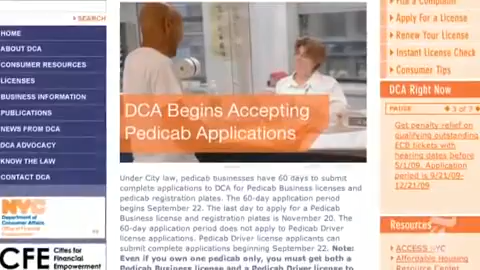 SEARCH
HOME
ABOUT DCA
CONSUMER RESOURCES
LICENSES
BUSINESS INFORMATION
PUBLICATIONS
NEWS FROM DCA
DCA ADVOCACY
KNOW THE LAW
CONTACT DCA
NYC
Department of
Consumer Affairs
Office of Financial
Empowerment
CFE Cities for
Financial
Empowerment
DCA Begins Accepting
Pedicab Applications
Under City law, pedicab businesses have 60 days to submit
complete applications to DCA for Pedicab Business licenses and
pedicab registration plates. The 60-day application period
begins September 22. The last day to apply for a Pedicab
Business license and registration plates is November 20. The
60-day application period does not apply to Pedicab Driver
license applications. Pedicab Driver license applicants can
submit complete applications beginning September 22. Note:
Even if you own one pedicab only, you must get both a
Pedicab Business license and a Pedicab Driver license to
File a Complaint
Apply for a License
Renew Your License
Instant License Check
Consumer Tips
DCA Right Now
PAUSE 3 of 7
Get penalty relief on
qualifying outstanding
ECB tickets with
hearing dates before
5/1/09. Application
period is 9/21/09-
12/21/09
Resources
ACCESS NYC
Affordable Housing
Resource Center